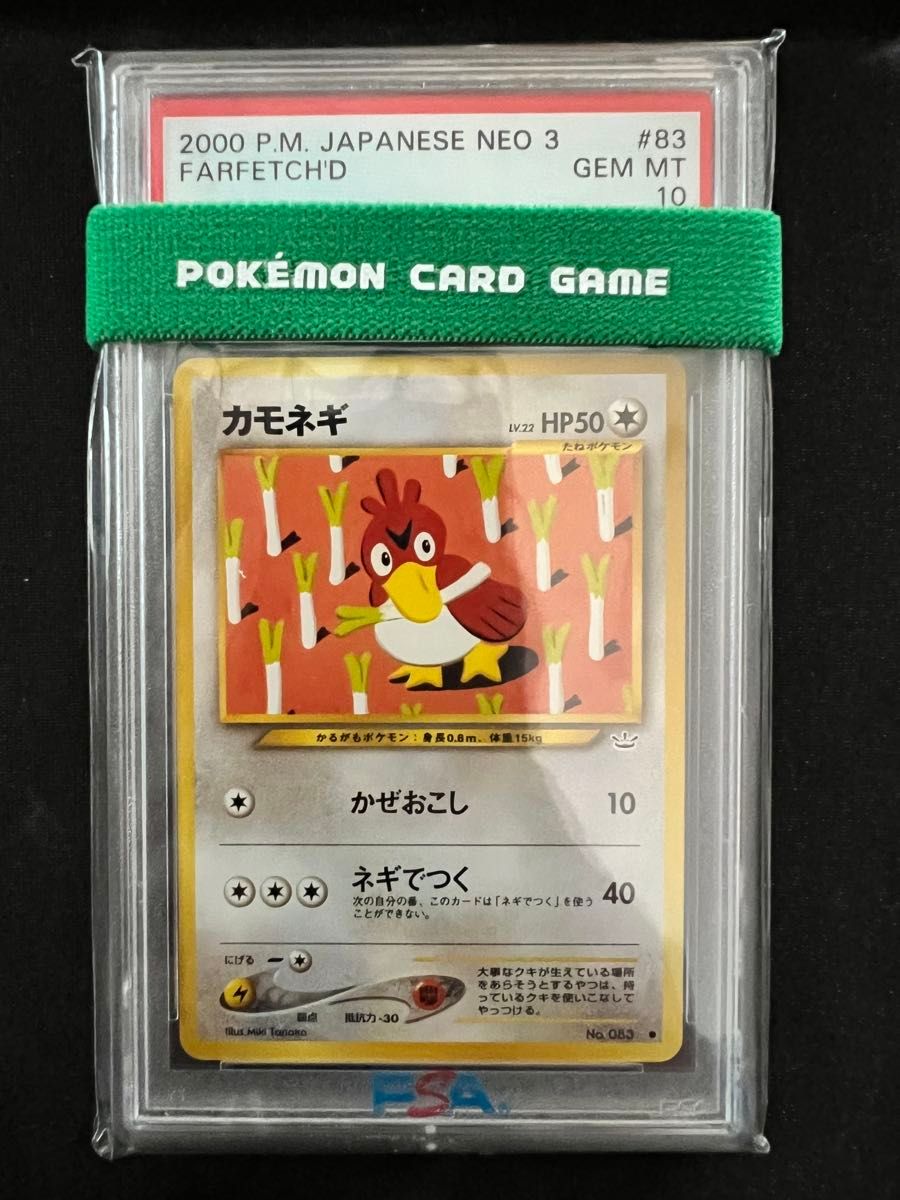 2000 P.M. JAPANESE NEO 3 #83
FARFETCH'D GEM MT
10
POKÉMON CARD GAME
カモネギ LV.22 HP50
たねポケモン
かるがもポケモン：身長0.8m、体重15kg
かぜおこし 10
ネギでつく 40
次の自分の番、このカードは「ネギでつく」を使う
ことができない。
にげる
弱点 抵抗力 -30
大事なクキが生えている場所
をあらそうとするやつは、持
っているクキを使いこなして
やっつける。
Illus. Miki Tanaka No. 083
PSA